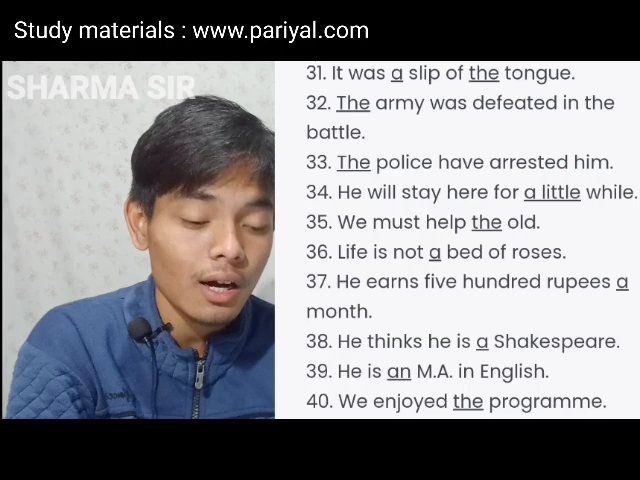 Study materials : www.pariyal.com
SHARMA SIR
31. It was a slip of the tongue.
32. The army was defeated in the
battle.
33. The police have arrested him.
34. He will stay here for a little while.
35. We must help the old.
36. Life is not a bed of roses.
37. He earns five hundred rupees a
month.
38. He thinks he is a Shakespeare.
39. He is an M.A. in English.
40. We enjoyed the programme.